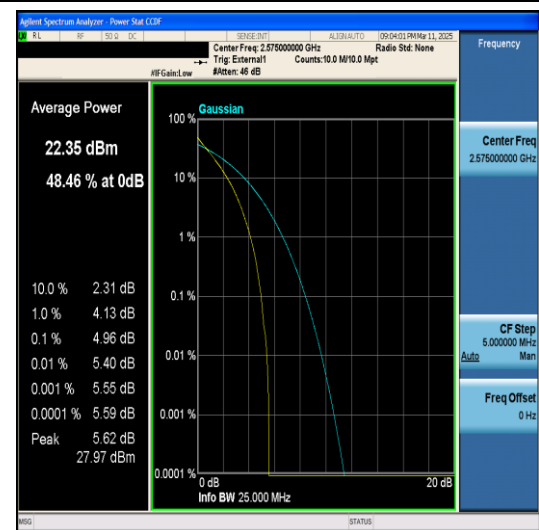 Agilent Spectrum Analyzer - Power Stat CCDF
RL RF 50 Ω DC SENSE:INT ALIGNAUTO 09:04:01 PM Mar 11, 2025
Center Freq: 2.575000000 GHz Radio Std: None
Trig: External1 Counts:10.0 M/10.0 Mpt
#IFGain:Low #Atten: 46 dB
Frequency
Average Power
22.35 dBm
48.46 % at 0dB
10.0 % 2.31 dB
1.0 % 4.13 dB
0.1 % 4.96 dB
0.01 % 5.40 dB
0.001 % 5.55 dB
0.0001 % 5.59 dB
Peak 5.62 dB
27.97 dBm
Gaussian
100 %
10 %
1 %
0.1 %
0.01 %
0.001 %
0.0001 %
0 dB 20 dB
Info BW 25.000 MHz
Center Freq
2.575000000 GHz
CF Step
5.000000 MHz
Auto Man
Freq Offset
0 Hz
MSG STATUS